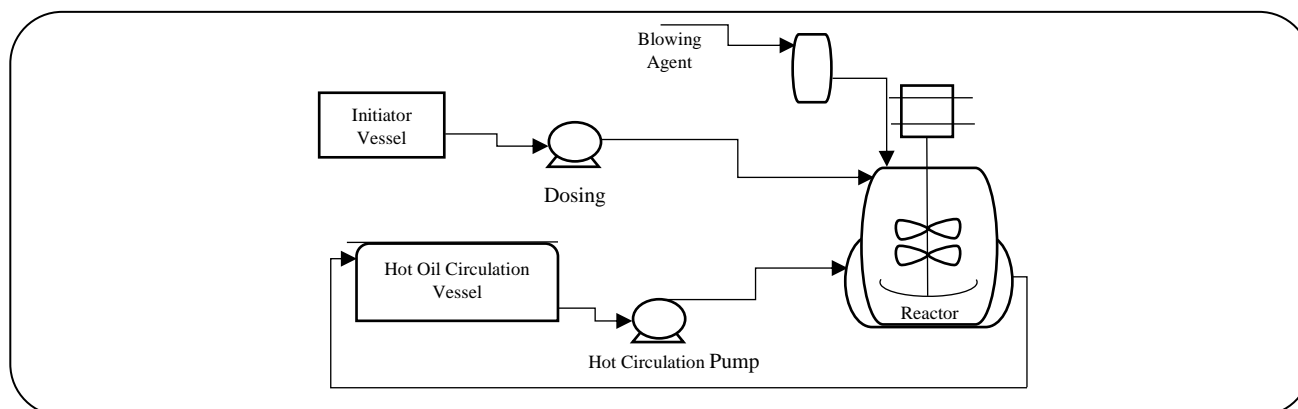 Blowing
Agent
Initiator
Vessel
Dosing
Hot Oil Circulation
Vessel
Reactor
Hot Circulation Pump